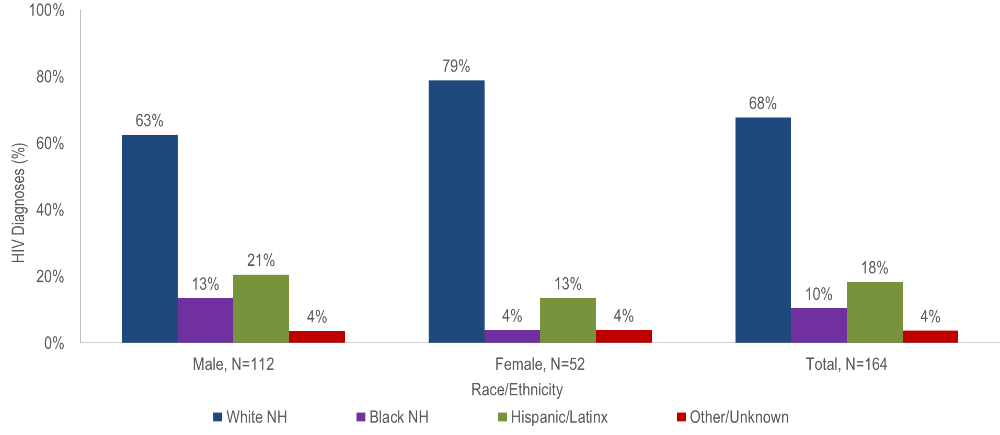 100%
80%
60%
40%
20%
0%
HIV Diagnoses (%)
63%
13%
21%
4%
79%
4%
13%
4%
68%
10%
18%
4%
Male, N=112
Female, N=52
Total, N=164
Race/Ethnicity
White NH
Black NH
Hispanic/Latinx
Other/Unknown